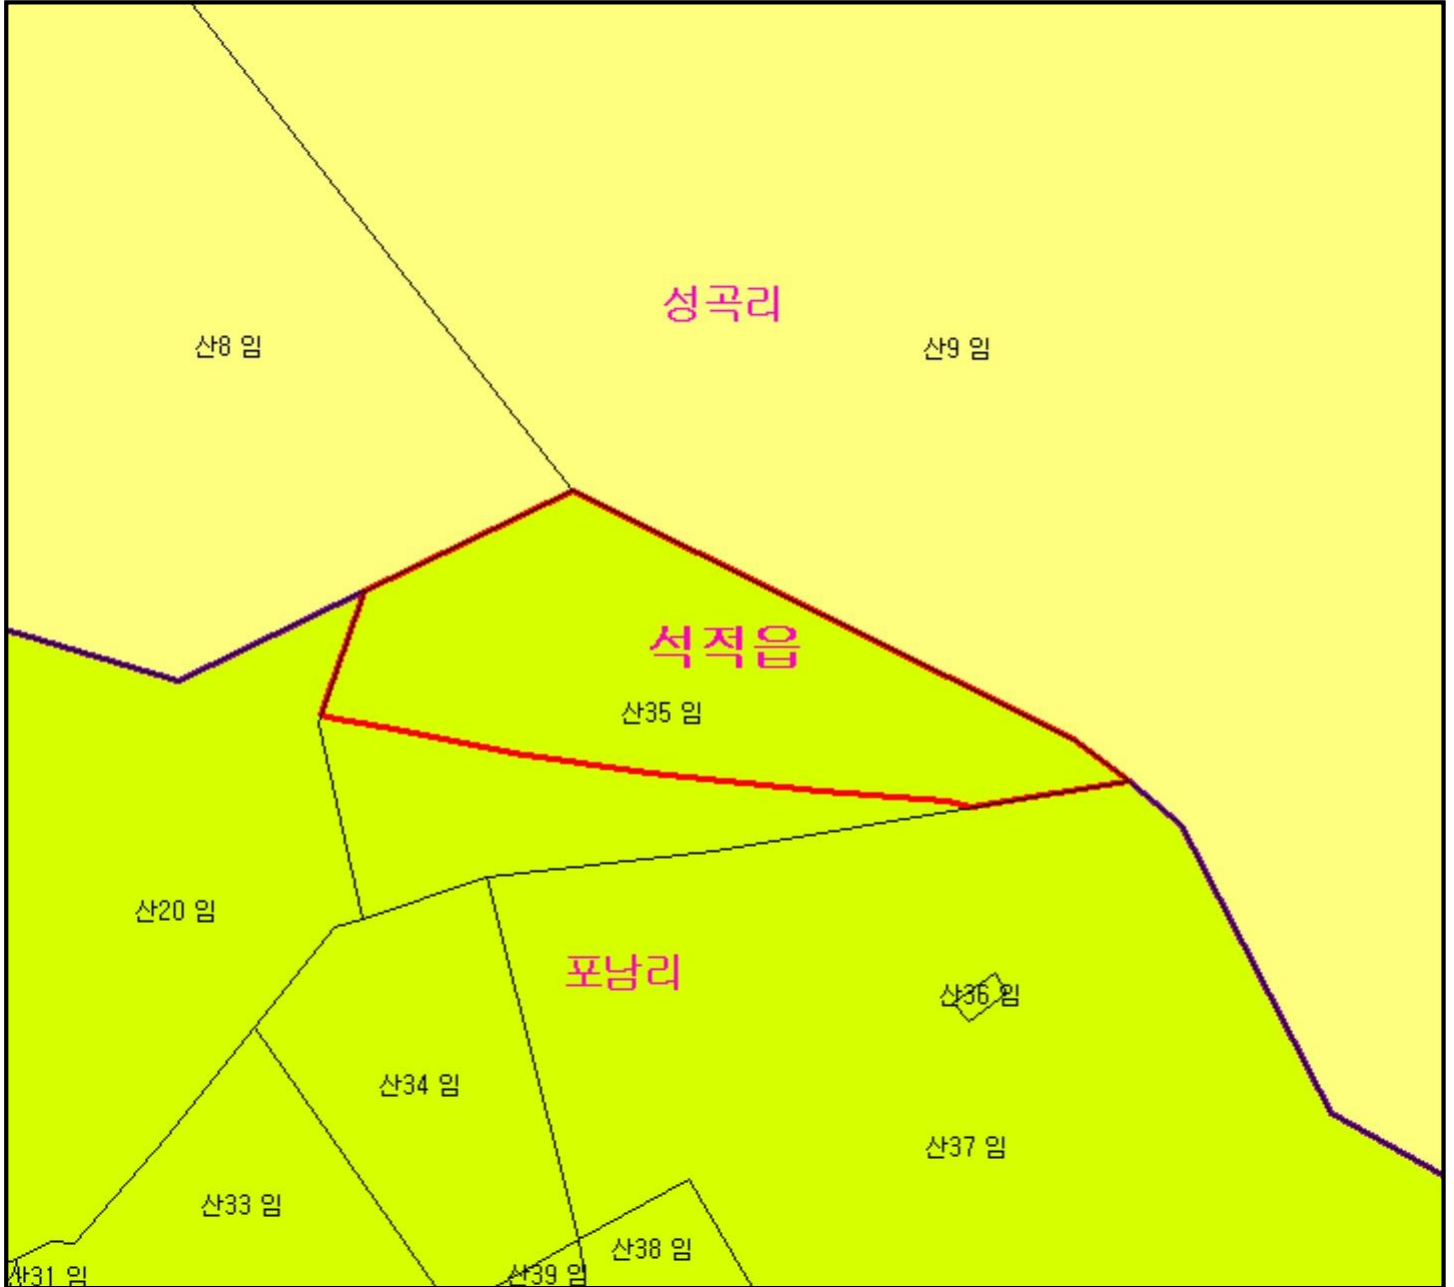 성곡리
산8 임
산9 임
석적읍
산35 임
산20 임
포남리
산36 임
산34 임
산37 임
산33 임
산38 임
산39 임
산31 임